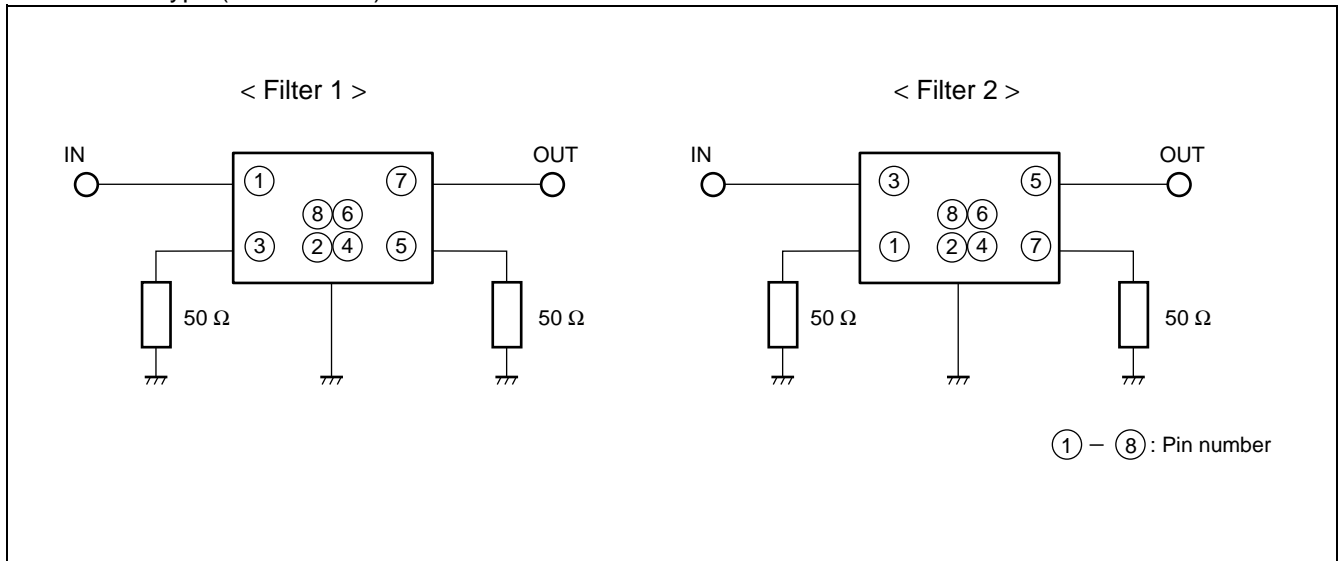 < Filter 1 >
IN
OUT
1
7
8 6
3
2 4
5
50 Ω
50 Ω
< Filter 2 >
IN
OUT
3
5
8 6
1
2 4
7
50 Ω
50 Ω
1 – 8 : Pin number